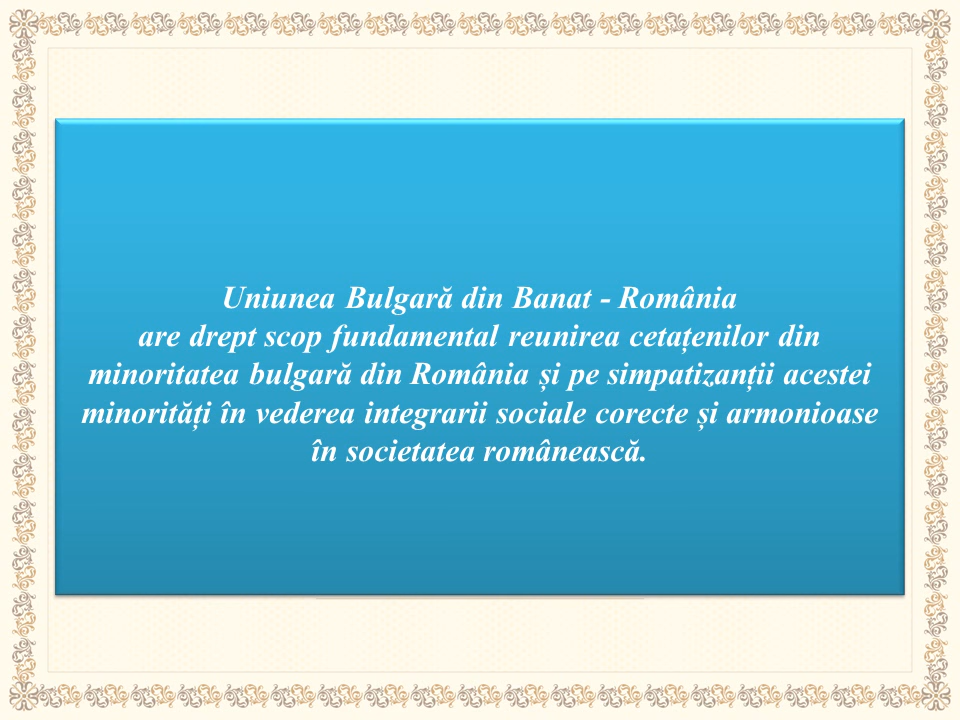 Uniunea Bulgară din Banat - România
are drept scop fundamental reunirea cetațenilor din
minoritatea bulgară din România și pe simpatizanții acestei
minorități în vederea integrarii sociale corecte și armonioase
în societatea românească.